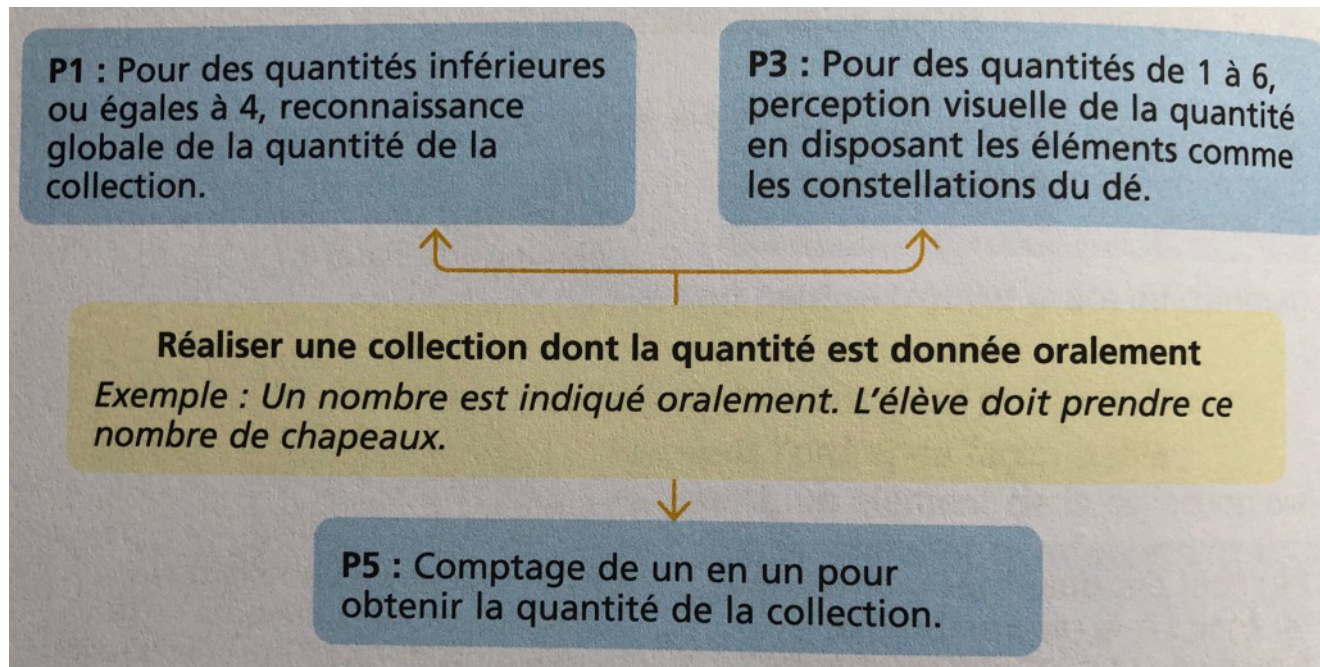 P1 : Pour des quantités inférieures
ou égales à 4, reconnaissance
globale de la quantité de la
collection.
P3 : Pour des quantités de 1 à 6,
perception visuelle de la quantité
en disposant les éléments comme
les constellations du dé.
Réaliser une collection dont la quantité est donnée oralement
Exemple : Un nombre est indiqué oralement. L'élève doit prendre ce
nombre de chapeaux.
P5 : Comptage de un en un pour
obtenir la quantité de la collection.